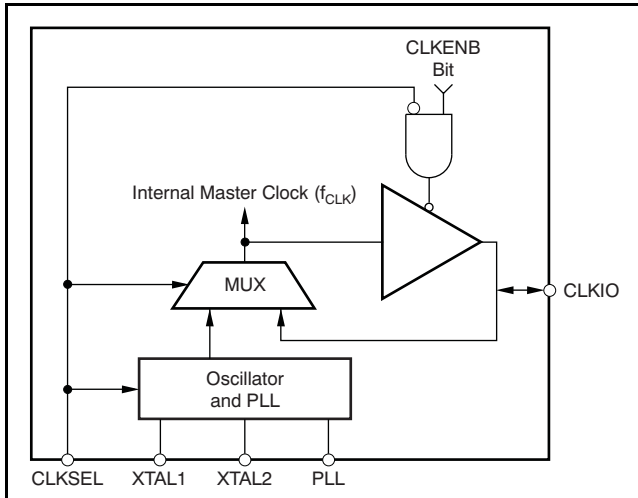 CLKENB
Bit
Internal Master Clock (fCLK)
MUX
CLKIO
Oscillator
and PLL
CLKSEL XTAL1 XTAL2 PLL